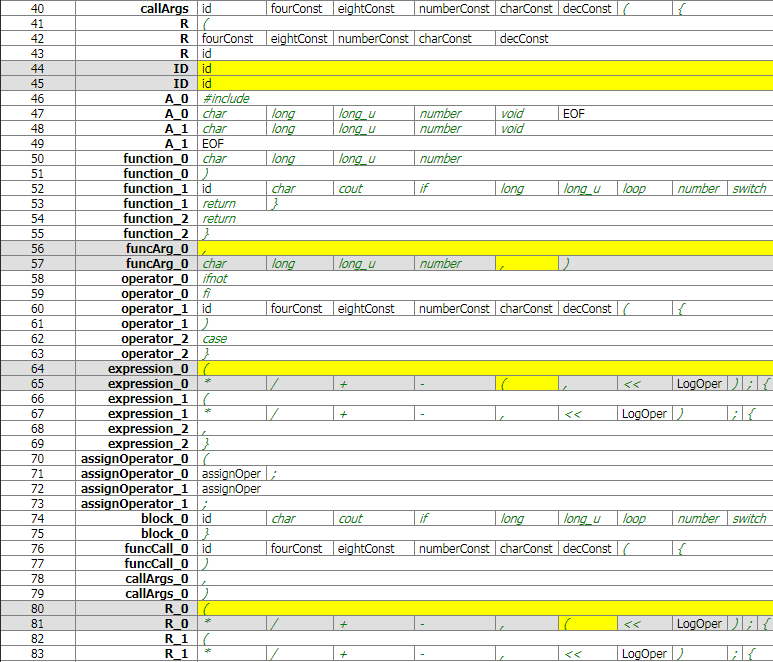 40 callArgs id fourConst eightConst numberConst charConst decConst ( {
41 R (
42 R fourConst eightConst numberConst charConst decConst
43 R id
44 ID id
45 ID id
46 A_0 #include
47 A_0 char long long_u number void EOF
48 A_1 char long long_u number void
49 A_1 EOF
50 function_0 char long long_u number
51 function_0 )
52 function_1 id char cout if long long_u loop number switch
53 function_1 return }
54 function_2 return
55 function_2 }
56 funcArg_0 ,
57 funcArg_0 char long long_u number , )
58 operator_0 ifnot
59 operator_0 fi
60 operator_1 id fourConst eightConst numberConst charConst decConst ( {
61 operator_1 )
62 operator_2 case
63 operator_2 }
64 expression_0 (
65 expression_0 * / + - ( , << LogOper ) ; {
66 expression_1 (
67 expression_1 * / + - , << LogOper ) ; {
68 expression_2 ,
69 expression_2 }
70 assignOperator_0 (
71 assignOperator_0 assignOper ;
72 assignOperator_1 assignOper
73 assignOperator_1 ;
74 block_0 id char cout if long long_u loop number switch
75 block_0 }
76 funcCall_0 id fourConst eightConst numberConst charConst decConst ( {
77 funcCall_0 )
78 callArgs_0 ,
79 callArgs_0 )
80 R_0 (
81 R_0 * / + - , ( << LogOper ) ; {
82 R_1 (
83 R_1 * / + - , << LogOper ) ; {